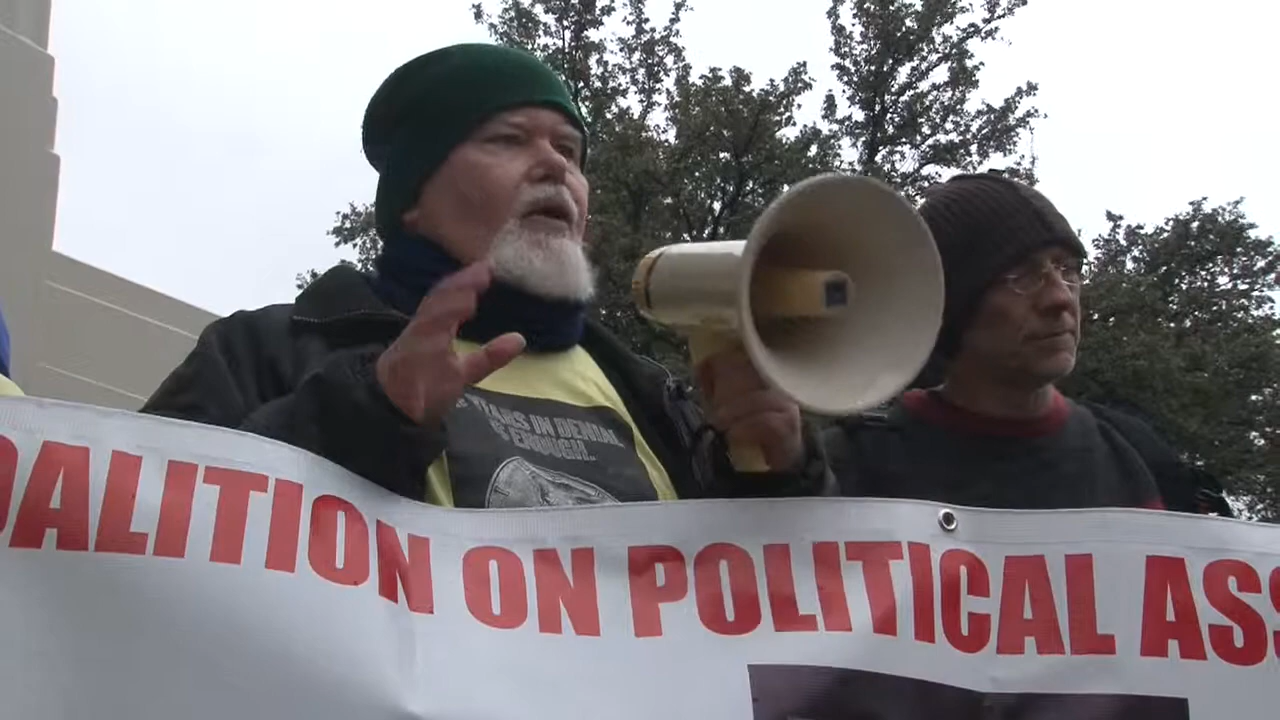 YEARS IN DENIAL
IS ENOUGH..
OALITION ON POLITICAL ASS